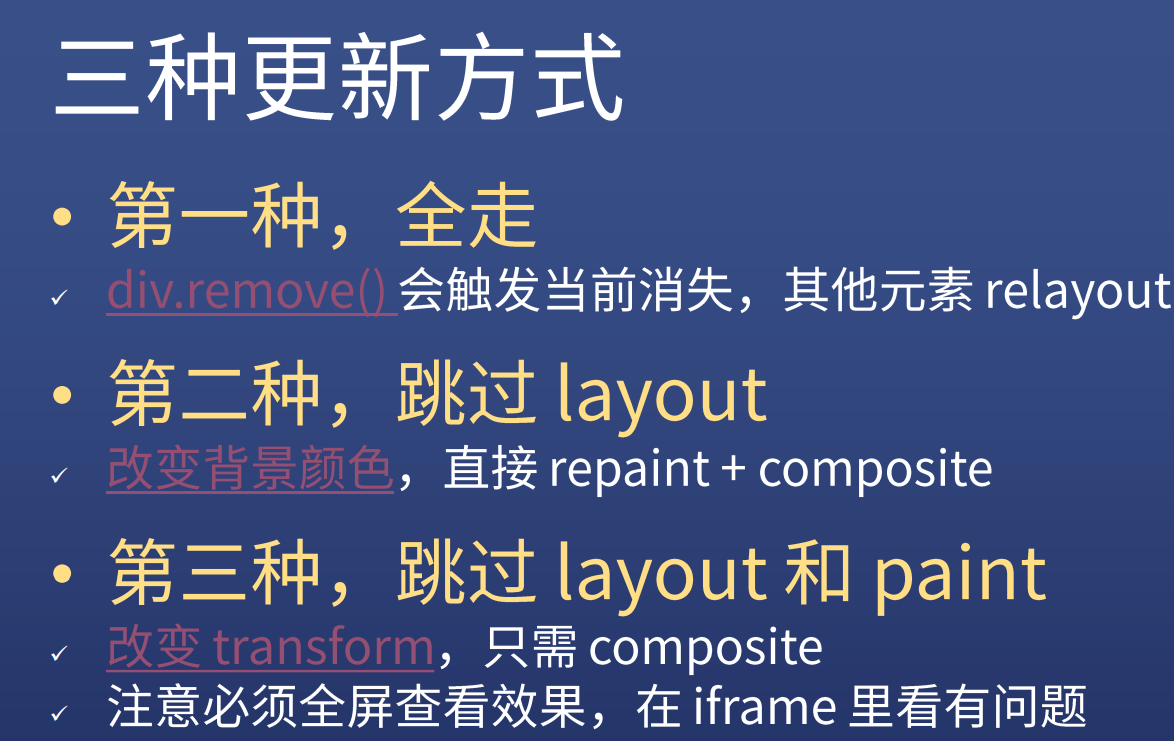 三种更新方式
• 第一种，全走
✓ div.remove() 会触发当前消失，其他元素 relayout
• 第二种，跳过 layout
✓ 改变背景颜色，直接 repaint + composite
• 第三种，跳过 layout 和 paint
✓ 改变 transform，只需 composite
✓ 注意必须全屏查看效果，在 iframe 里看有问题